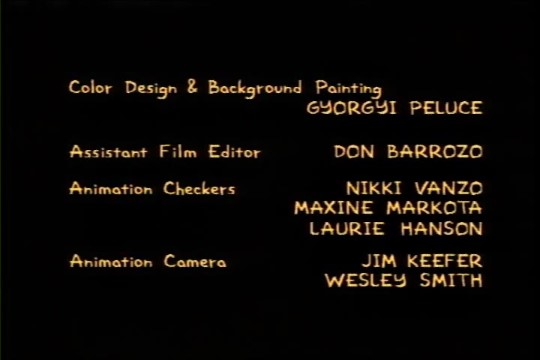 Color Design & Background Painting
GYORGYI PELUCE
Assistant Film Editor DON BARROZO
Animation Checkers NIKKI VANZO
MAXINE MARKOTA
LAURIE HANSON
Animation Camera JIM KEEFER
WESLEY SMITH